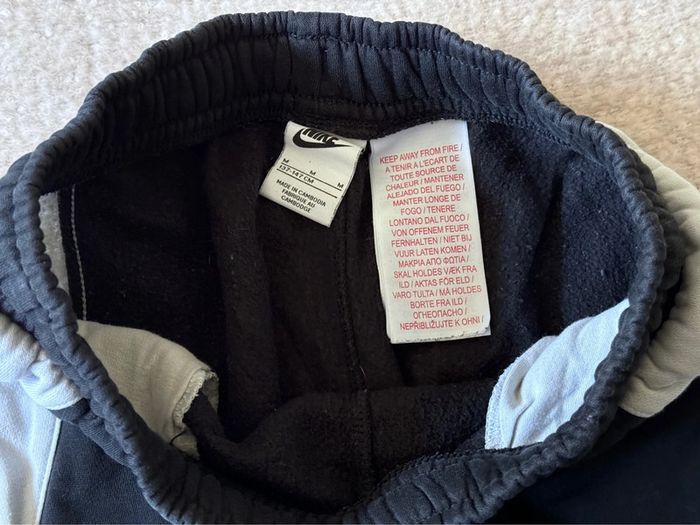 NIKE
M M M
137-147 CM
MADE IN CAMBODIA
FABRIQUE AU
CAMBODGE
KEEP AWAY FROM FIRE /
A TENIR A L'ECART DE
TOUTE SOURCE DE
CHALEUR / MANTENER
ALEJADO DEL FUEGO /
MANTER LONGE DE
FOGO / TENERE
LONTANO DAL FUOCO /
VON OFFENEM FEUER
FERNHALTEN / NIET BIJ
VUUR LATEN KOMEN /
ΜΑΚΡΙΑ ΑΠΟ ΦΩΤΙΑ /
SKAL HOLDES VÆK FRA
ILD / AKTAS FÖR ELD /
VARO TULTA / MÅ HOLDES
BORTE FRA ILD /
ОГНЕОПАСНО /
NEPŘIBLIŽUJTE K OHNI /